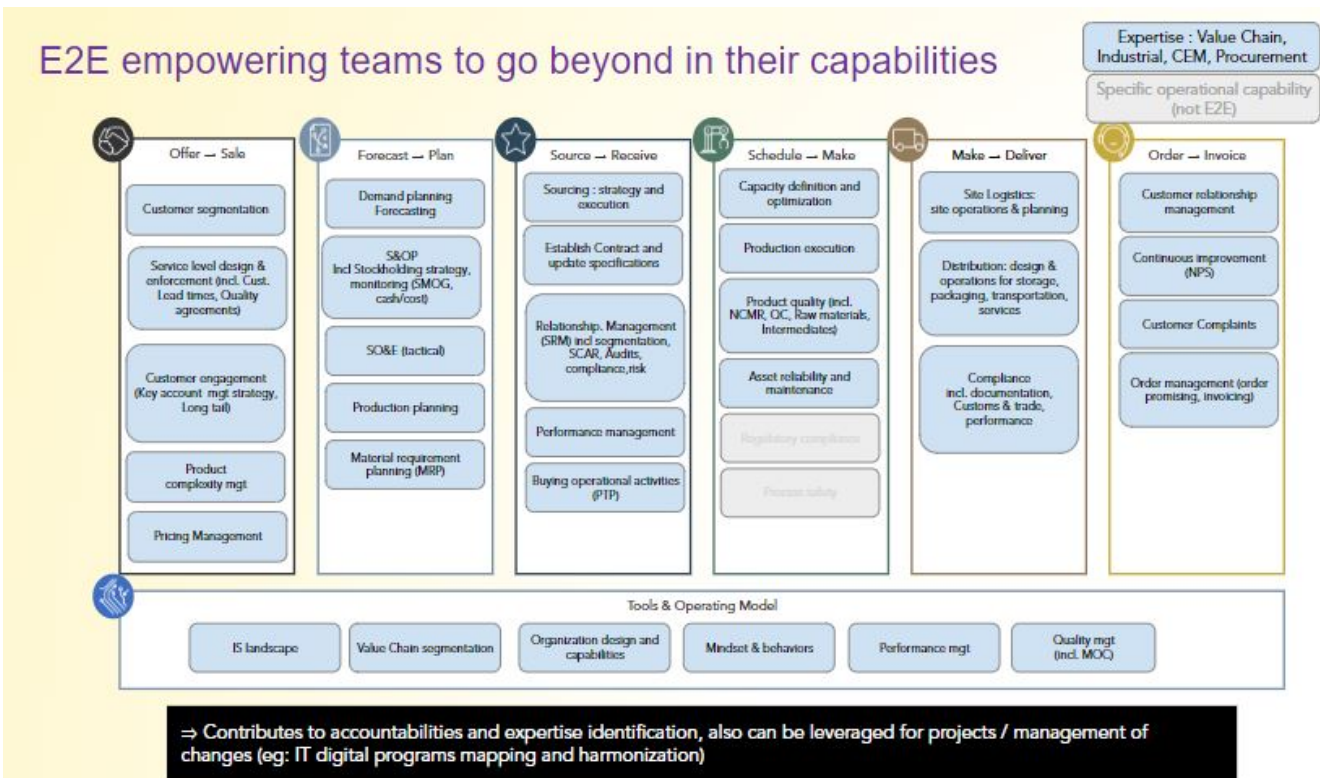 E2E empowering teams to go beyond in their capabilities
Expertise : Value Chain,
Industrial, CEM, Procurement
Specific operational capability
(not E2E)
Offer → Sale
Customer segmentation
Service level design &
enforcement (incl. Cust.
Lead times, Quality
agreements)
Customer engagement
(Key account mgt strategy,
Long tail)
Product
complexity mgt
Pricing Management
Forecast → Plan
Demand planning
Forecasting
S&OP
Incl Stockholding strategy,
monitoring (SMOG,
cash/cost)
SO&E (tactical)
Production planning
Material requirement
planning (MRP)
Source → Receive
Sourcing : strategy and
execution
Establish Contract and
update specifications
Relationship. Management
(SRM) incl segmentation,
SCAR, Audits,
compliance,risk
Performance management
Buying operational activities
(PTP)
Schedule → Make
Capacity definition and
optimization
Production execution
Product quality (incl.
NCMR, QC, Raw materials,
Intermediates)
Asset reliability and
maintenance
Regulatory compliance
Process safety
Make → Deliver
Site Logistics:
site operations & planning
Distribution: design &
operations for storage,
packaging, transportation,
services
Compliance
incl. documentation,
Customs & trade,
performance
Order → Invoice
Customer relationship
management
Continuous improvement
(NPS)
Customer Complaints
Order management (order
promising, invoicing)
Tools & Operating Model
IS landscape
Value Chain segmentation
Organization design and
capabilities
Mindset & behaviors
Performance mgt
Quality mgt
(incl. MOC)
⇒ Contributes to accountabilities and expertise identification, also can be leveraged for projects / management of
changes (eg: IT digital programs mapping and harmonization)